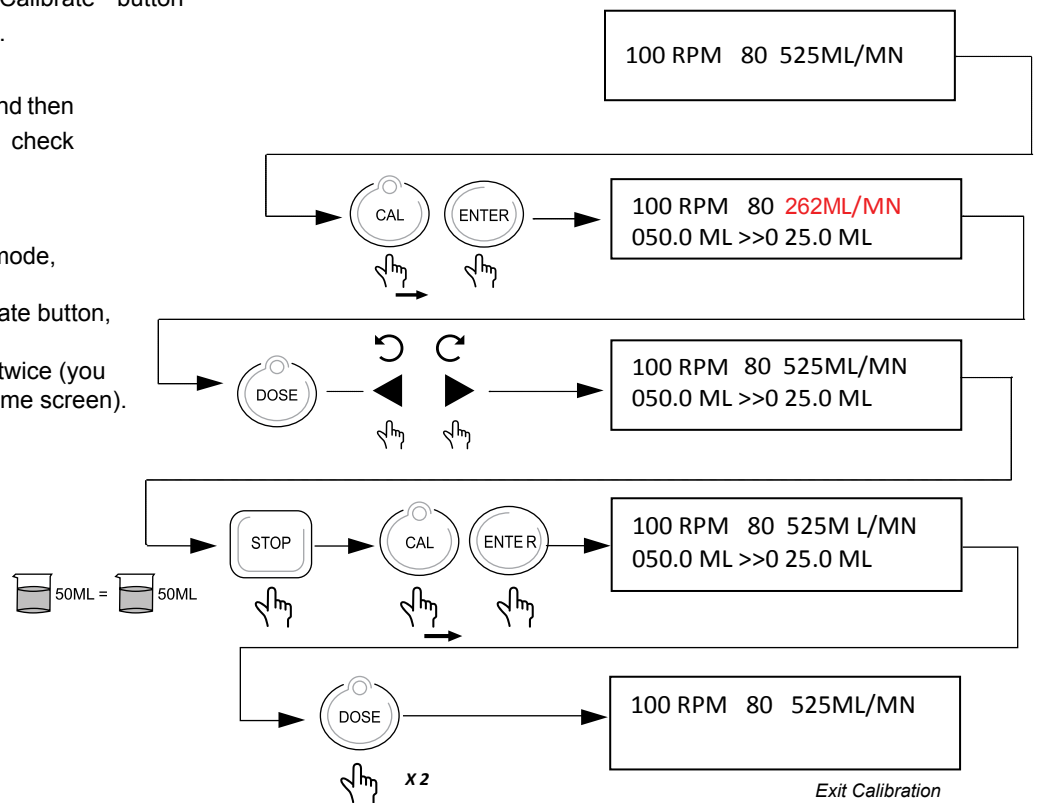 Calibrate" button
.
nd then
check
mode,
ate button,
twice (you
me screen).
100 RPM 80 525ML/MN
CAL
ENTER
100 RPM 80 262ML/MN
050.0 ML >>0 25.0 ML
DOSE
100 RPM 80 525ML/MN
050.0 ML >>0 25.0 ML
STOP
CAL
ENTE R
100 RPM 80 525M L/MN
050.0 ML >>0 25.0 ML
50ML = 50ML
DOSE
X 2
100 RPM 80 525ML/MN
Exit Calibration